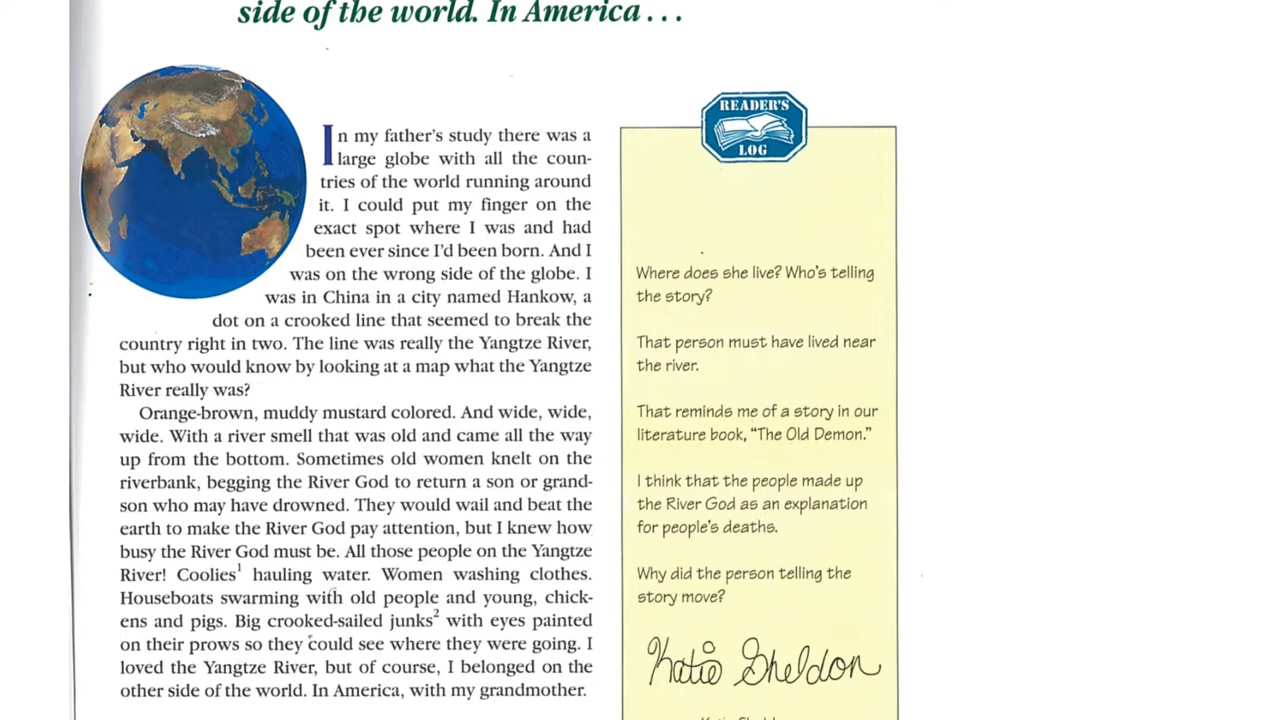 side of the world. In America . . .
In my father's study there was a
large globe with all the coun-
tries of the world running around
it. I could put my finger on the
exact spot where I was and had
been ever since I'd been born. And I
was on the wrong side of the globe. I
was in China in a city named Hankow, a
dot on a crooked line that seemed to break the
country right in two. The line was really the Yangtze River,
but who would know by looking at a map what the Yangtze
River really was?
Orange-brown, muddy mustard colored. And wide, wide,
wide. With a river smell that was old and came all the way
up from the bottom. Sometimes old women knelt on the
riverbank, begging the River God to return a son or grand-
son who may have drowned. They would wail and beat the
earth to make the River God pay attention, but I knew how
busy the River God must be. All those people on the Yangtze
River! Coolies¹ hauling water. Women washing clothes.
Houseboats swarming with old people and young, chick-
ens and pigs. Big crooked-sailed junks² with eyes painted
on their prows so they could see where they were going. I
loved the Yangtze River, but of course, I belonged on the
other side of the world. In America, with my grandmother.
READER'S
LOG
Where does she live? Who's telling
the story?
That person must have lived near
the river.
That reminds me of a story in our
literature book, “The Old Demon.”
I think that the people made up
the River God as an explanation
for people's deaths.
Why did the person telling the
story move?
Katie Sheldon